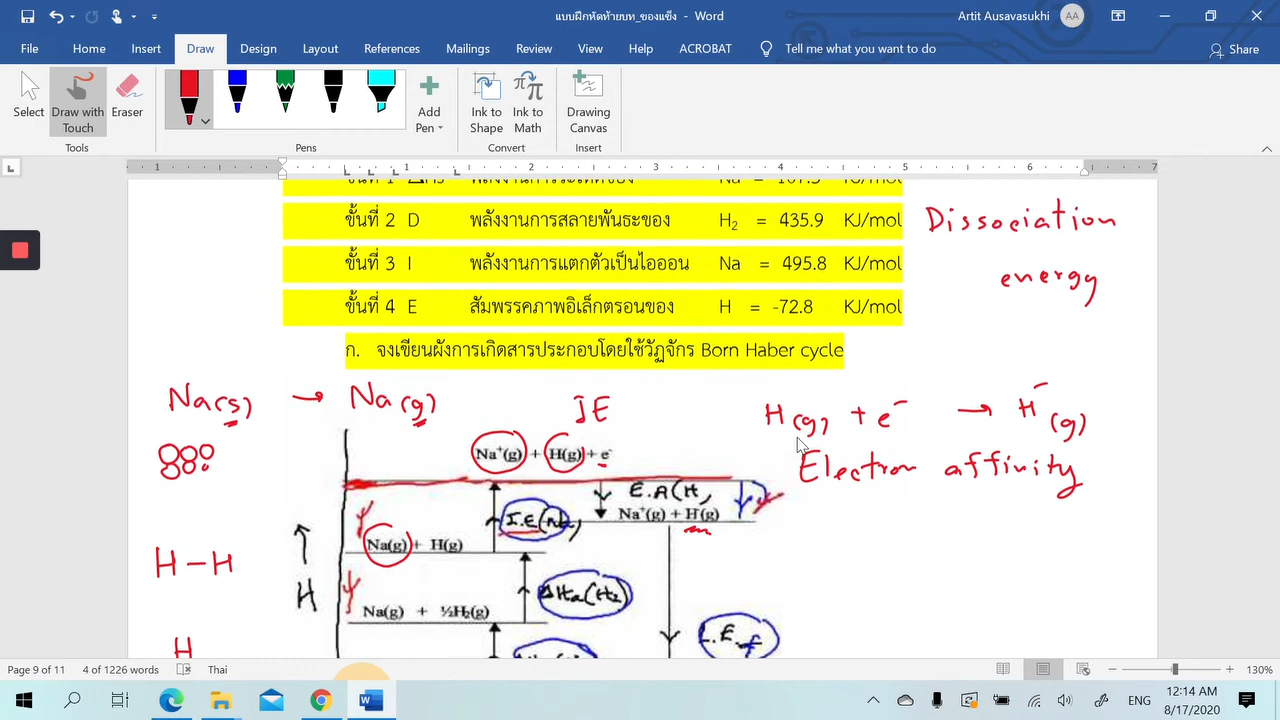 แบบฝึกหัดท้ายบท_ของแข็ง - Word
Artit Ausavasukhi AA
File Home Insert Draw Design Layout References Mailings Review View Help ACROBAT Tell me what you want to do Share
Select Draw with Touch Eraser Add Pen Ink to Shape Ink to Math Drawing Canvas
Tools Pens Convert Insert
1 1 2 3 4 5 6 7
ขั้นที่ 2 D พลังงานการสลายพันธะของ H2 = 435.9 KJ/mol
Dissociation
ขั้นที่ 3 I พลังงานการแตกตัวเป็นไอออน Na = 495.8 KJ/mol
energy
ขั้นที่ 4 E สัมพรรคภาพอิเล็กตรอนของ H = -72.8 KJ/mol
ก. จงเขียนผังการเกิดสารประกอบโดยใช้วัฏจักร Born Haber cycle
Na(s) → Na(g) IE H(g) + e⁻ → H⁻(g)
Na⁺(g) + H(g) + e⁻
Electron affinity
E.A(H)
Na⁺(g) + H(g)
I.E(Na)
Na(g) + H(g)
H – H
H
ΔHa(H2)
Na(g) + ½H2(g)
L.E.
H
Page 9 of 11 4 of 1226 words Thai 130%
ENG 12:14 AM
8/17/2020